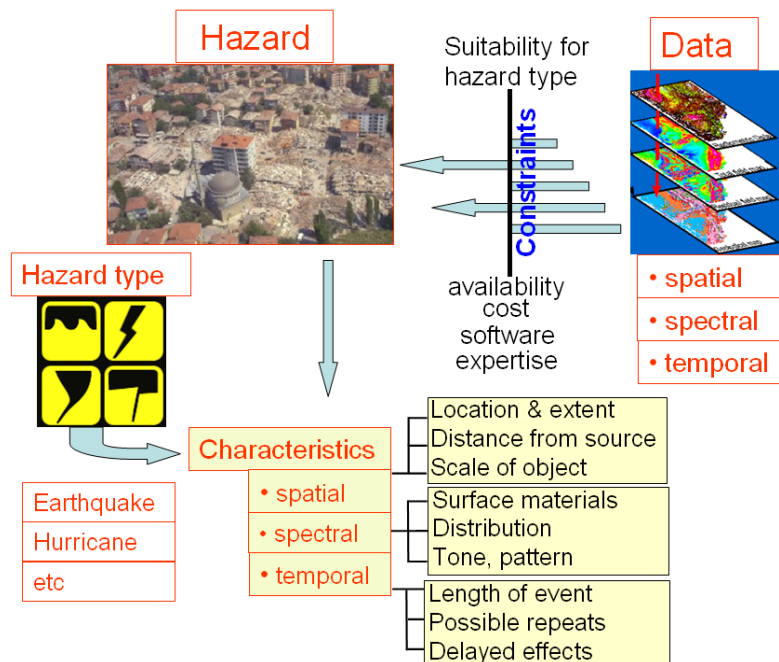 Hazard
Suitability for
hazard type
Data
Constraints
availability
cost
software
expertise
• spatial
• spectral
• temporal
Hazard type
Earthquake
Hurricane
etc
Characteristics
• spatial
• spectral
• temporal
Location & extent
Distance from source
Scale of object
Surface materials
Distribution
Tone, pattern
Length of event
Possible repeats
Delayed effects